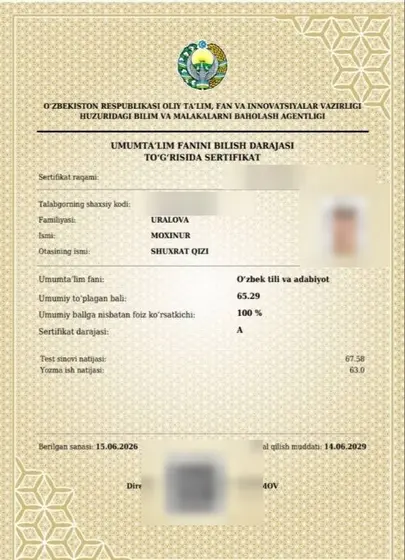 O‘ZBEKISTON RESPUBLIKASI OLIY TA’LIM, FAN VA INNOVATSIYALAR VAZIRLIGI
HUZURIDAGI BILIM VA MALAKALARNI BAHOLASH AGENTLIGI
UMUMTA’LIM FANINI BILISH DARAJASI
TO‘G‘RISIDA SERTIFIKAT
Sertifikat raqami:
Talabgorning shaxsiy kodi:
Familiyasi: URALOVA
Ismi: MOXINUR
Otasining ismi: SHUXRAT QIZI
Umumta’lim fani: O‘zbek tili va adabiyot
Umumiy to‘plagan bali: 65.29
Umumiy ballga nisbatan foiz ko‘rsatkichi: 100 %
Sertifikat darajasi: A
Test sinovi natijasi: 67.58
Yozma ish natijasi: 63.0
Berilgan sanasi: 15.06.2026 al qilish muddati: 14.06.2029
Dire MOV